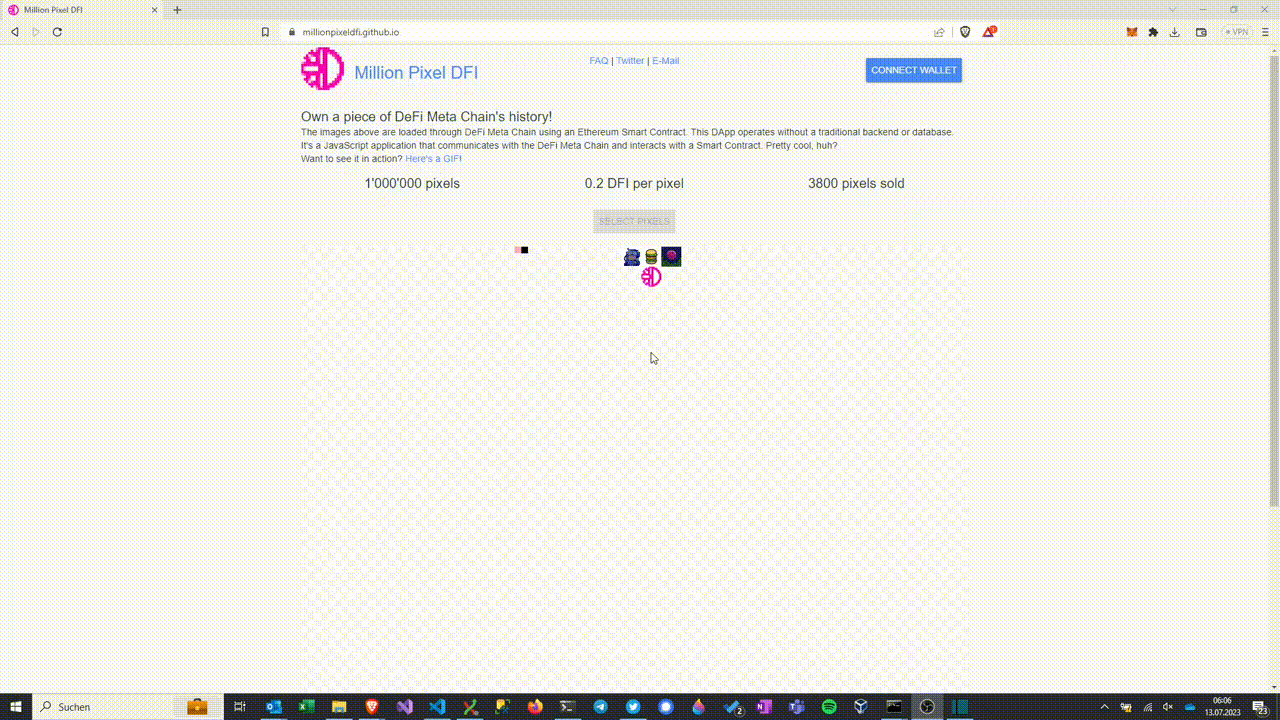 Million Pixel DFI
millionpixeldfi.github.io
VPN
Million Pixel DFI
FAQ | Twitter | E-Mail
CONNECT WALLET
Own a piece of DeFi Meta Chain's history!
The images above are loaded through DeFi Meta Chain using an Ethereum Smart Contract. This DApp operates without a traditional backend or database.
It's a JavaScript application that communicates with the DeFi Meta Chain and interacts with a Smart Contract. Pretty cool, huh?
Want to see it in action? Here's a GIF!
1'000'000 pixels
0.2 DFI per pixel
3800 pixels sold
SELECT PIXELS
Suchen
2
06:06
13.07.2023
23